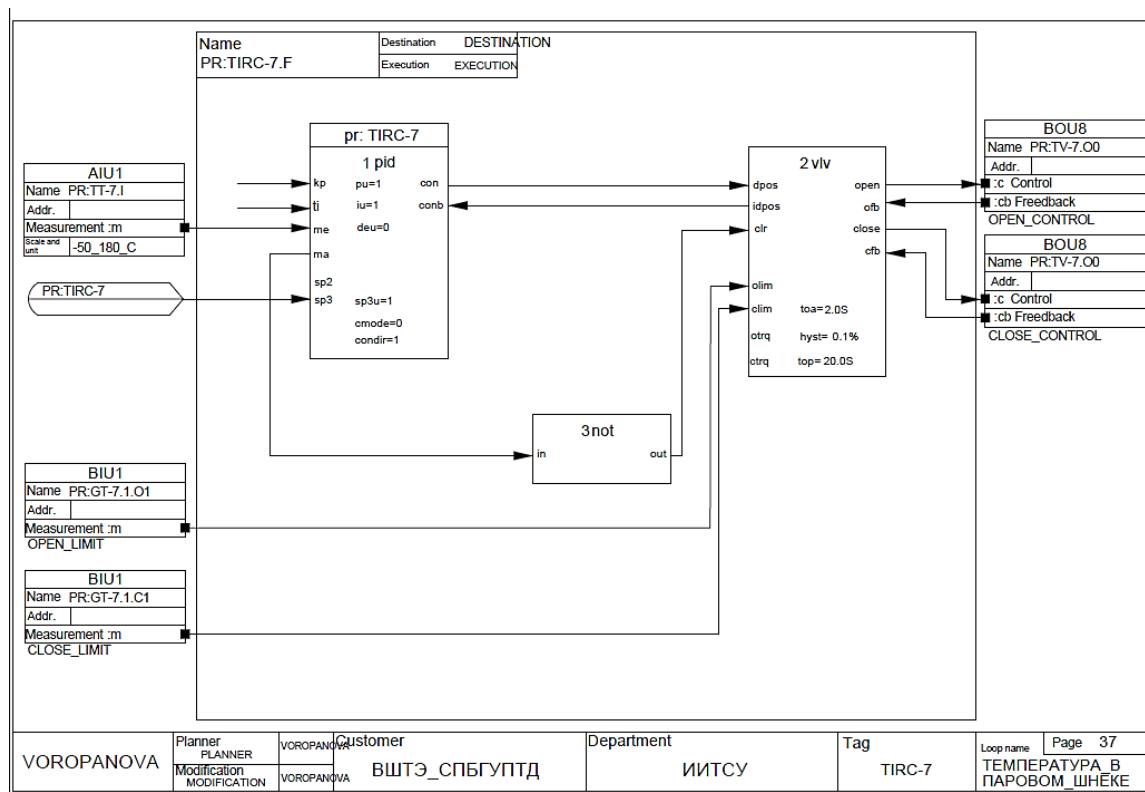 Name
PR:TIRC-7.F
Destination DESTINATION
Execution EXECUTION
AIU1
Name PR:TT-7.I
Addr.
Measurement :m
Scale and unit -50_180_C
PR:TIRC-7
BIU1
Name PR:GT-7.1.O1
Addr.
Measurement :m
OPEN_LIMIT
BIU1
Name PR:GT-7.1.C1
Addr.
Measurement :m
CLOSE_LIMIT
pr: TIRC-7
1 pid
kp pu=1 con
ti iu=1 conb
me deu=0
ma
sp2
sp3 sp3u=1
cmode=0
condir=1
3not
in out
2 vlv
dpos open
idpos ofb
clr close
cfb
olim
clim toa=2.0S
otrq hyst= 0.1%
ctrq top= 20.0S
BOU8
Name PR:TV-7.O0
Addr.
:c Control
:cb Freedback
OPEN_CONTROL
BOU8
Name PR:TV-7.O0
Addr.
:c Control
:cb Freedback
CLOSE_CONTROL
VOROPANOVA
Planner
PLANNER
VOROPANOVA
Modification
MODIFICATION
VOROPANOVA
Customer
ВШТЭ_СПБГУПТД
Department
ИИТСУ
Tag
TIRC-7
Loop name Page 37
ТЕМПЕРАТУРА_В
ПАРОВОМ_ШНЕКЕ